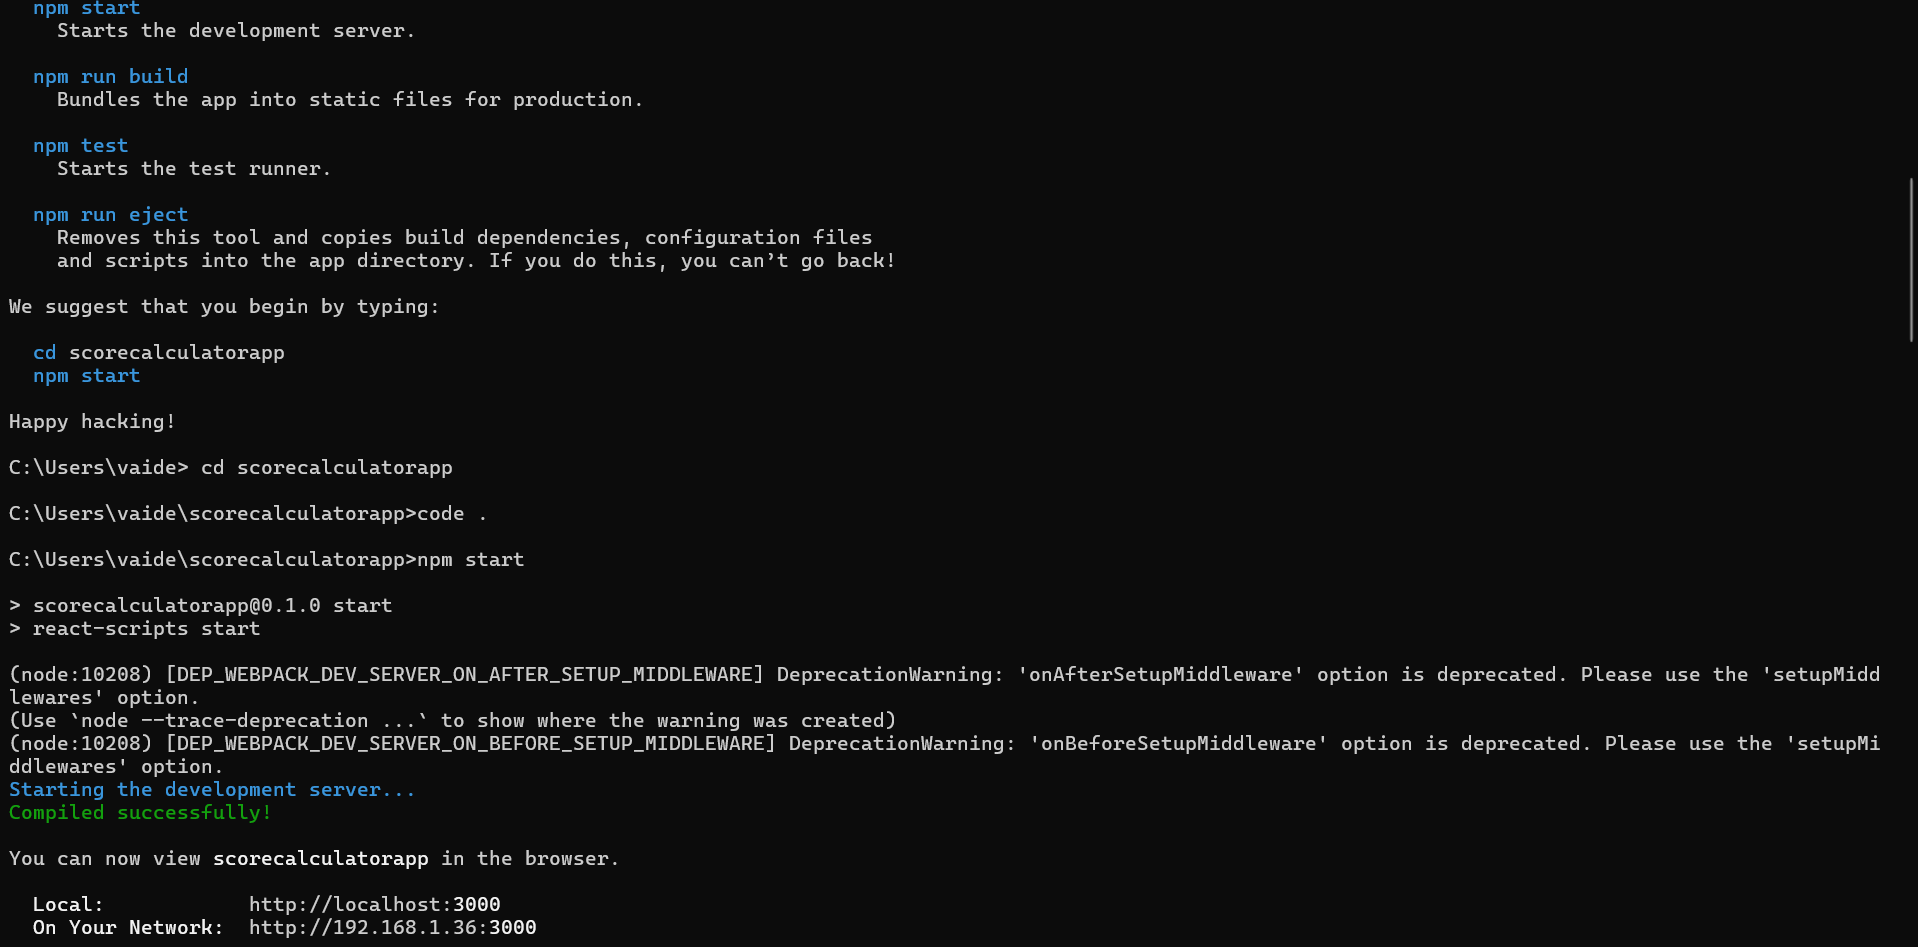 npm start
Starts the development server.
npm run build
Bundles the app into static files for production.
npm test
Starts the test runner.
npm run eject
Removes this tool and copies build dependencies, configuration files
and scripts into the app directory. If you do this, you can’t go back!
We suggest that you begin by typing:
cd scorecalculatorapp
npm start
Happy hacking!
C:\Users\vaide> cd scorecalculatorapp
C:\Users\vaide\scorecalculatorapp>code .
C:\Users\vaide\scorecalculatorapp>npm start
> scorecalculatorapp@0.1.0 start
> react-scripts start
(node:10208) [DEP_WEBPACK_DEV_SERVER_ON_AFTER_SETUP_MIDDLEWARE] DeprecationWarning: 'onAfterSetupMiddleware' option is deprecated. Please use the 'setupMidd
lewares' option.
(Use `node --trace-deprecation ...` to show where the warning was created)
(node:10208) [DEP_WEBPACK_DEV_SERVER_ON_BEFORE_SETUP_MIDDLEWARE] DeprecationWarning: 'onBeforeSetupMiddleware' option is deprecated. Please use the 'setupMi
ddlewares' option.
Starting the development server...
Compiled successfully!
You can now view scorecalculatorapp in the browser.
Local: http://localhost:3000
On Your Network: http://192.168.1.36:3000